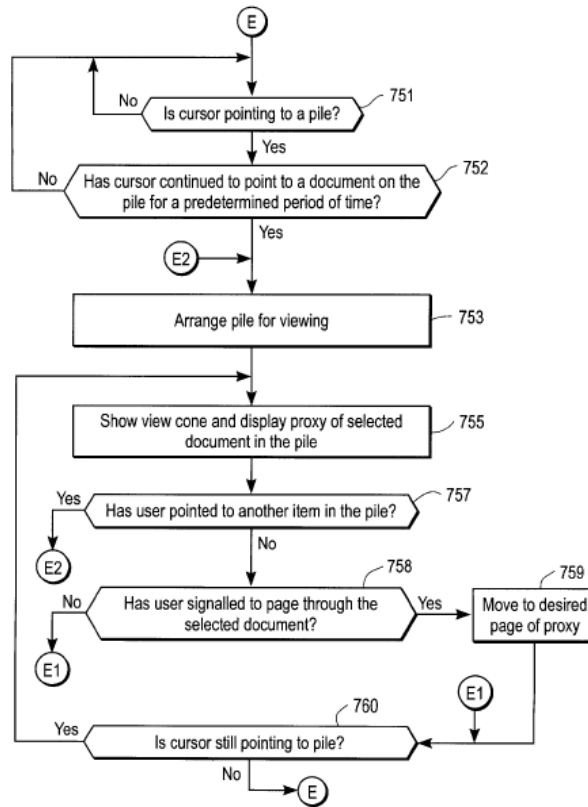 E
Is cursor pointing to a pile?
751
No
Yes
Has cursor continued to point to a document on the
pile for a predetermined period of time?
752
No
Yes
E2
Arrange pile for viewing
753
Show view cone and display proxy of selected
document in the pile
755
Has user pointed to another item in the pile?
757
Yes
E2
No
Has user signalled to page through the
selected document?
758
No
E1
Yes
759
Move to desired
page of proxy
E1
760
Is cursor still pointing to pile?
Yes
No
E